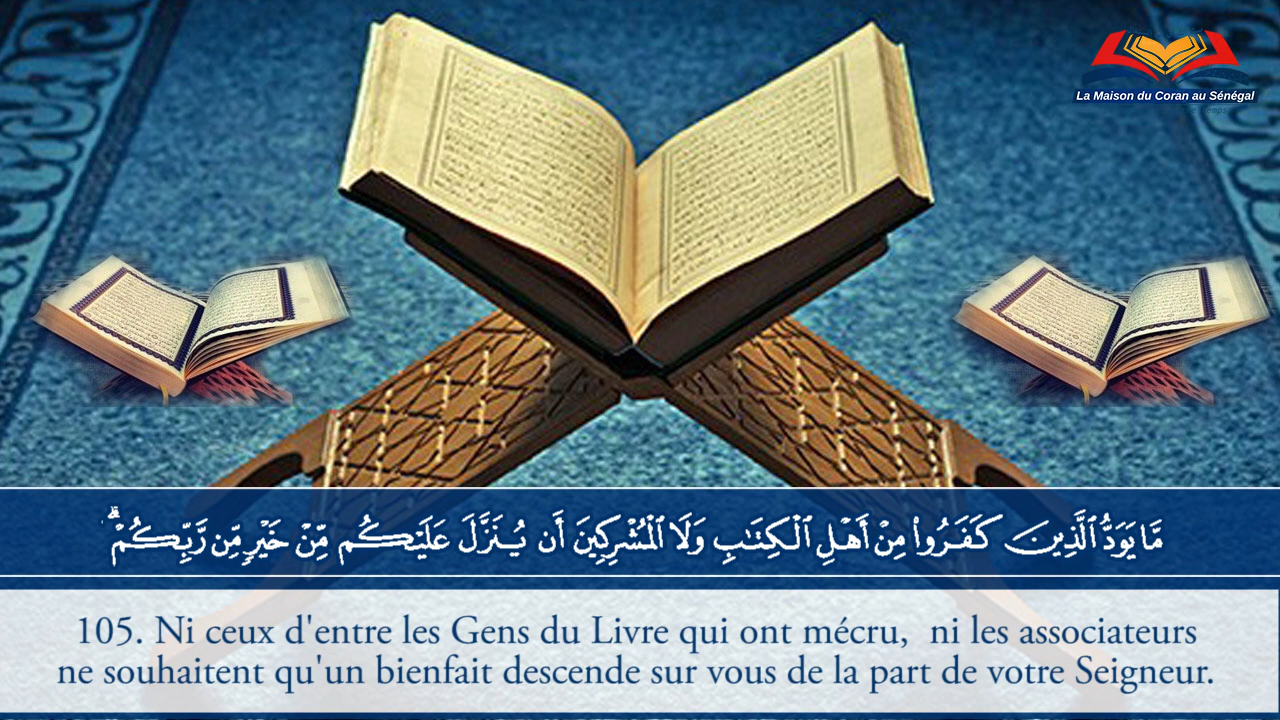 La Maison du Coran au Sénégal
مَّا يَوَدُّ ٱلَّذِينَ كَفَرُوا۟ مِنْ أَهْلِ ٱلْكِتَٰبِ وَلَا ٱلْمُشْرِكِينَ أَن يُنَزَّلَ عَلَيْكُم مِّنْ خَيْرٍ مِّن رَّبِّكُمْ ۗ
105. Ni ceux d'entre les Gens du Livre qui ont mécru, ni les associateurs
ne souhaitent qu'un bienfait descende sur vous de la part de votre Seigneur.